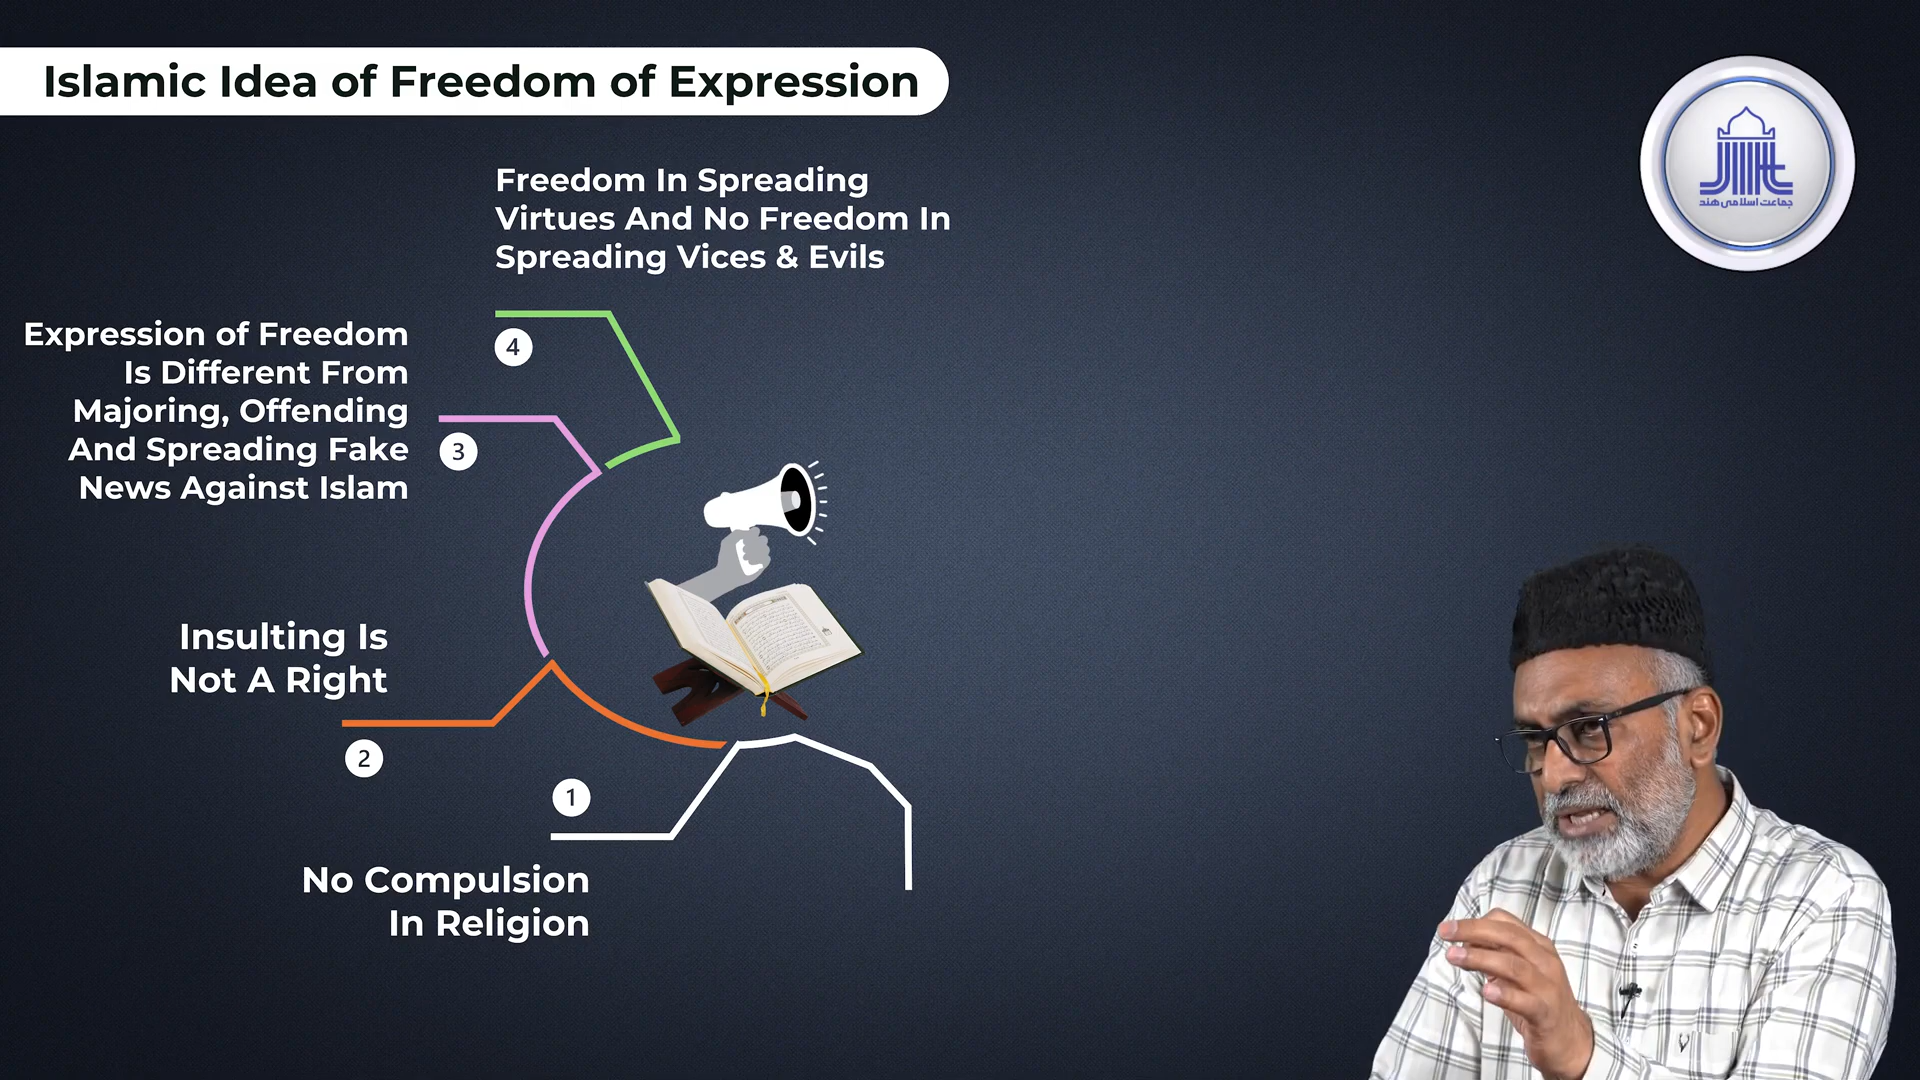 Islamic Idea of Freedom of Expression
Freedom In Spreading
Virtues And No Freedom In
Spreading Vices & Evils
4
Expression of Freedom
Is Different From
Majoring, Offending
And Spreading Fake
News Against Islam
3
Insulting Is
Not A Right
2
1
No Compulsion
In Religion
جماعت اسلامی هند